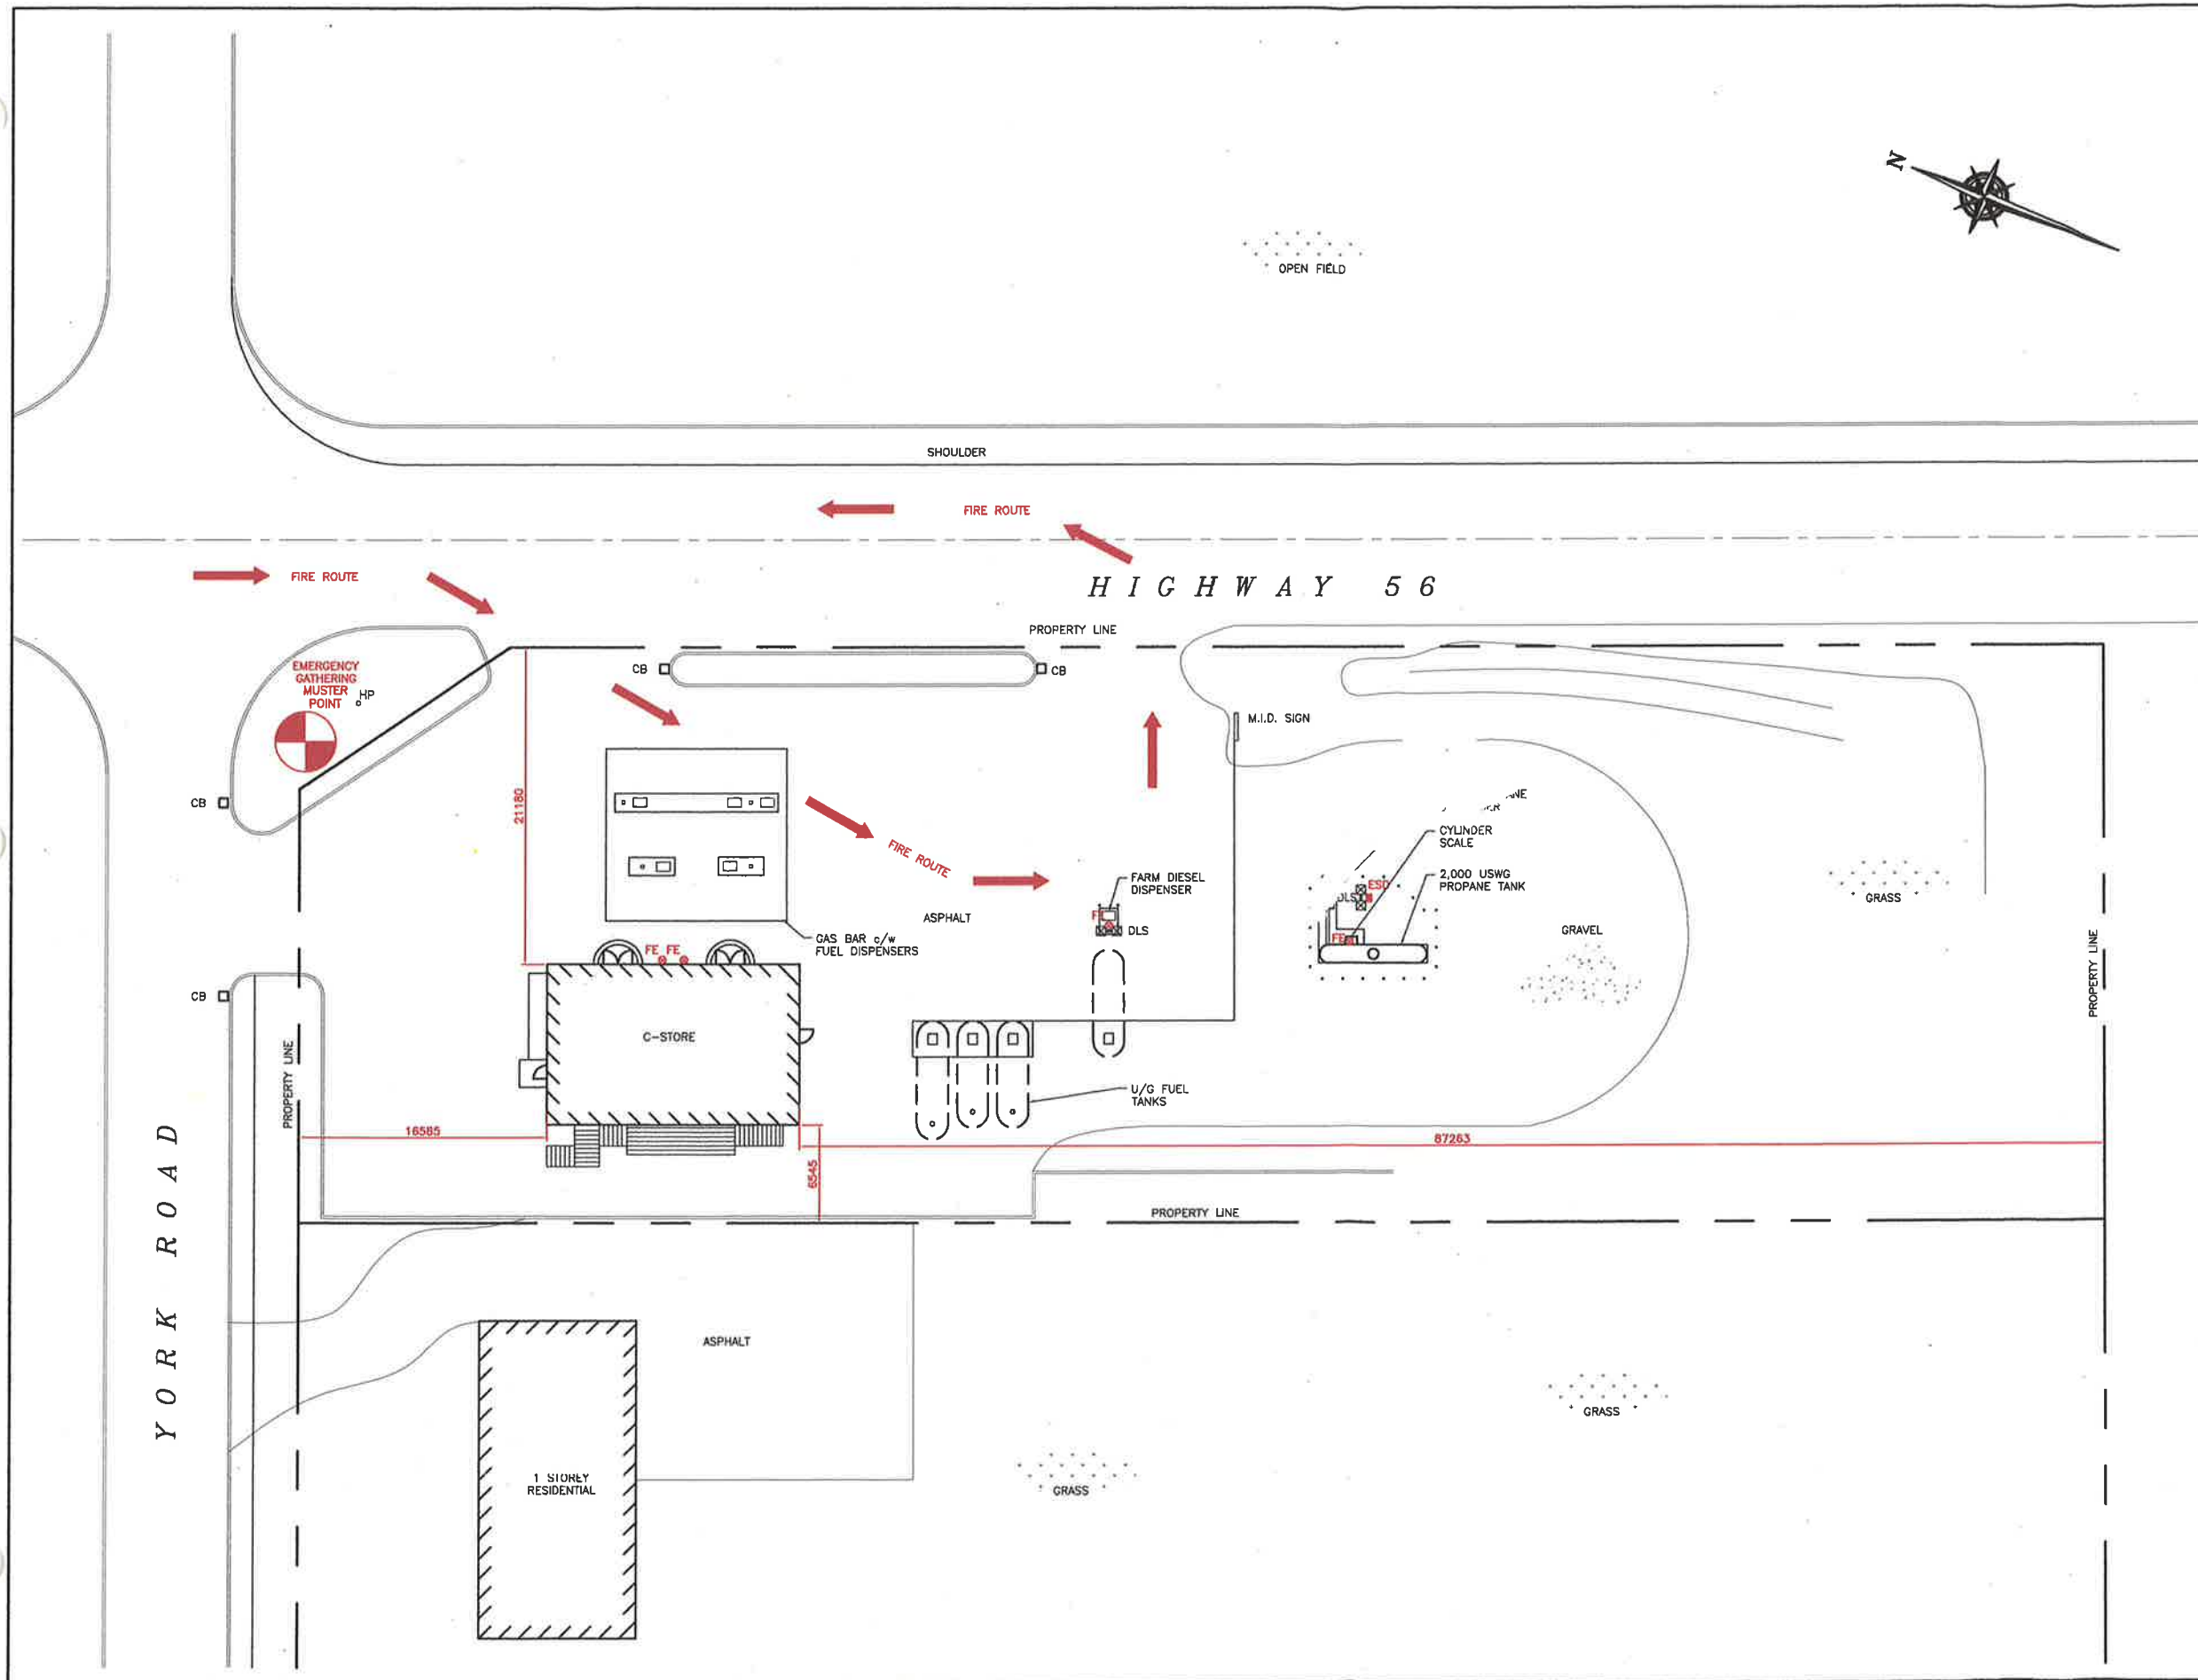 N
OPEN FIELD
SHOULDER
FIRE ROUTE
FIRE ROUTE
HIGHWAY 56
PROPERTY LINE
EMERGENCY
GATHERING
MUSTER
POINT
HP
CB
CB
M.I.D. SIGN
CB
21180
CYLINDER
SCALE
FIRE ROUTE
FARM DIESEL
DISPENSER
2,000 USWG
PROPANE TANK
ESD
DLS
GRASS
ASPHALT
DLS
GAS BAR c/w
FUEL DISPENSERS
FE FE
FE
GRAVEL
PROPERTY LINE
CB
C-STORE
PROPERTY LINE
U/G FUEL
TANKS
16585
6545
87263
PROPERTY LINE
YORK ROAD
ASPHALT
1 STOREY
RESIDENTIAL
GRASS
GRASS